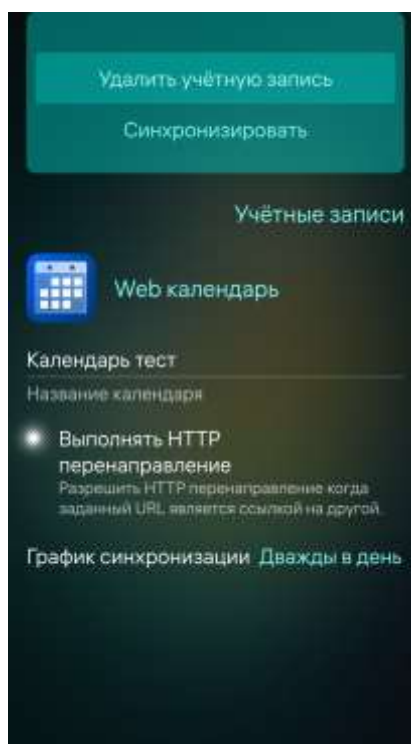 Удалить учётную запись
Синхронизировать
Учётные записи
Web календарь
Календарь тест
Название календаря
Выполнять HTTP
перенаправление
Разрешить HTTP перенаправление когда
заданный URL является ссылкой на другой.
График синхронизации Дважды в день